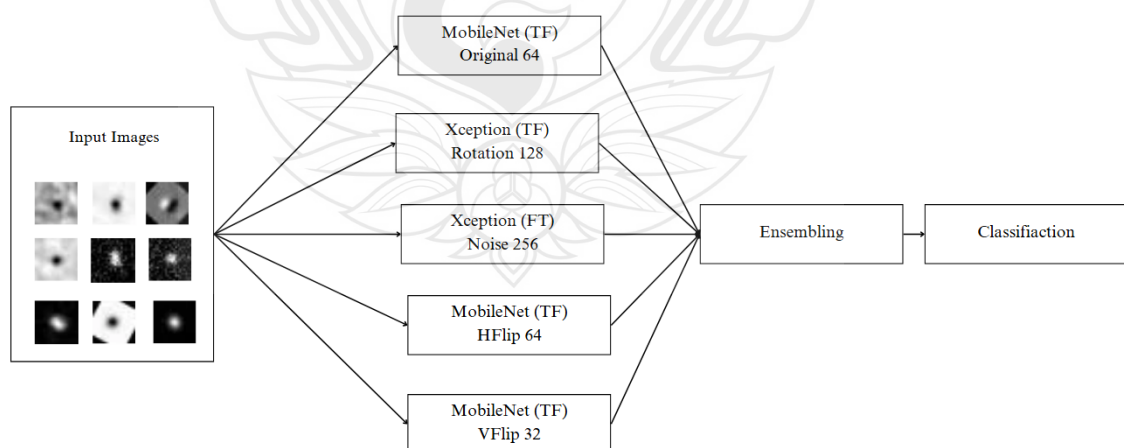 Input Images
MobileNet (TF)
Original 64
Xception (TF)
Rotation 128
Xception (FT)
Noise 256
MobileNet (TF)
HFlip 64
MobileNet (TF)
VFlip 32
Ensembling
Classifiaction